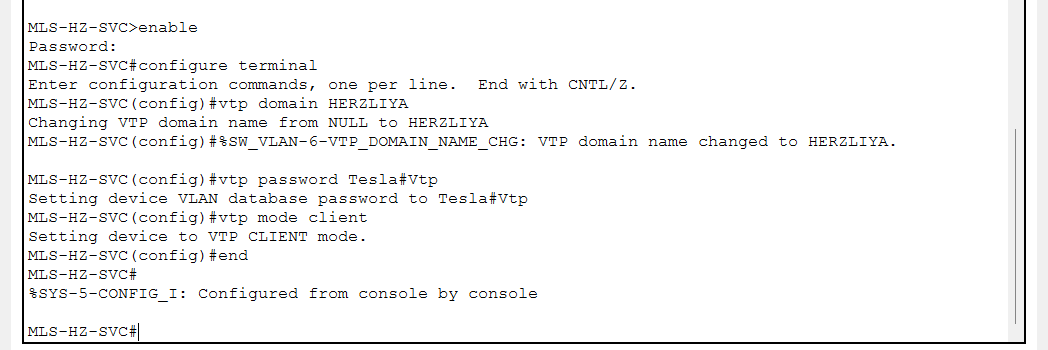 MLS-HZ-SVC>enable
Password:
MLS-HZ-SVC#configure terminal
Enter configuration commands, one per line.  End with CNTL/Z.
MLS-HZ-SVC(config)#vtp domain HERZLIYA
Changing VTP domain name from NULL to HERZLIYA
MLS-HZ-SVC(config)#%SW_VLAN-6-VTP_DOMAIN_NAME_CHG: VTP domain name changed to HERZLIYA.
MLS-HZ-SVC(config)#vtp password Tesla#Vtp
Setting device VLAN database password to Tesla#Vtp
MLS-HZ-SVC(config)#vtp mode client
Setting device to VTP CLIENT mode.
MLS-HZ-SVC(config)#end
MLS-HZ-SVC#
%SYS-5-CONFIG_I: Configured from console by console
MLS-HZ-SVC#